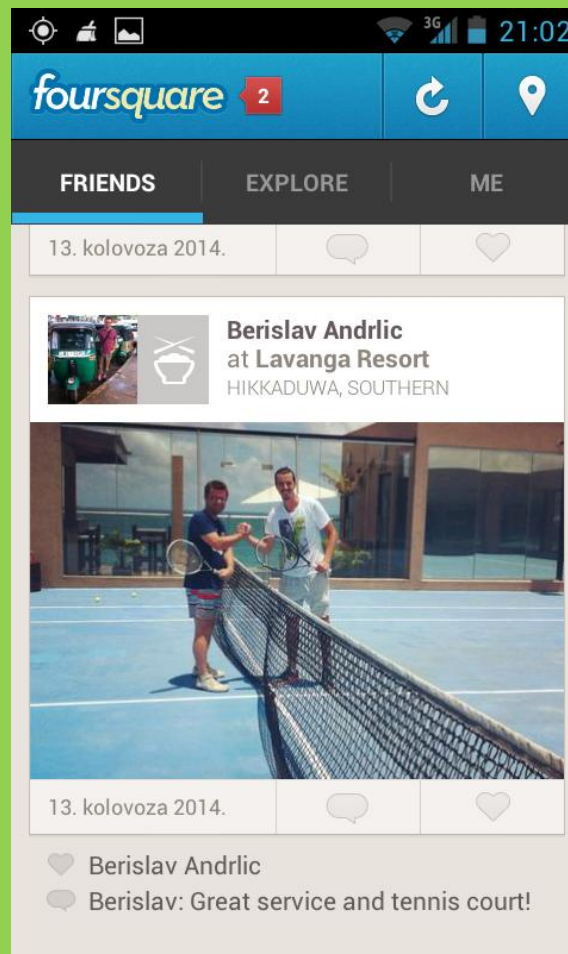 3G 21:02
foursquare 2
FRIENDS EXPLORE ME
13. kolovoza 2014.
Berislav Andrlic
at Lavanga Resort
HIKKADUWA, SOUTHERN
13. kolovoza 2014.
Berislav Andrlic
Berislav: Great service and tennis court!